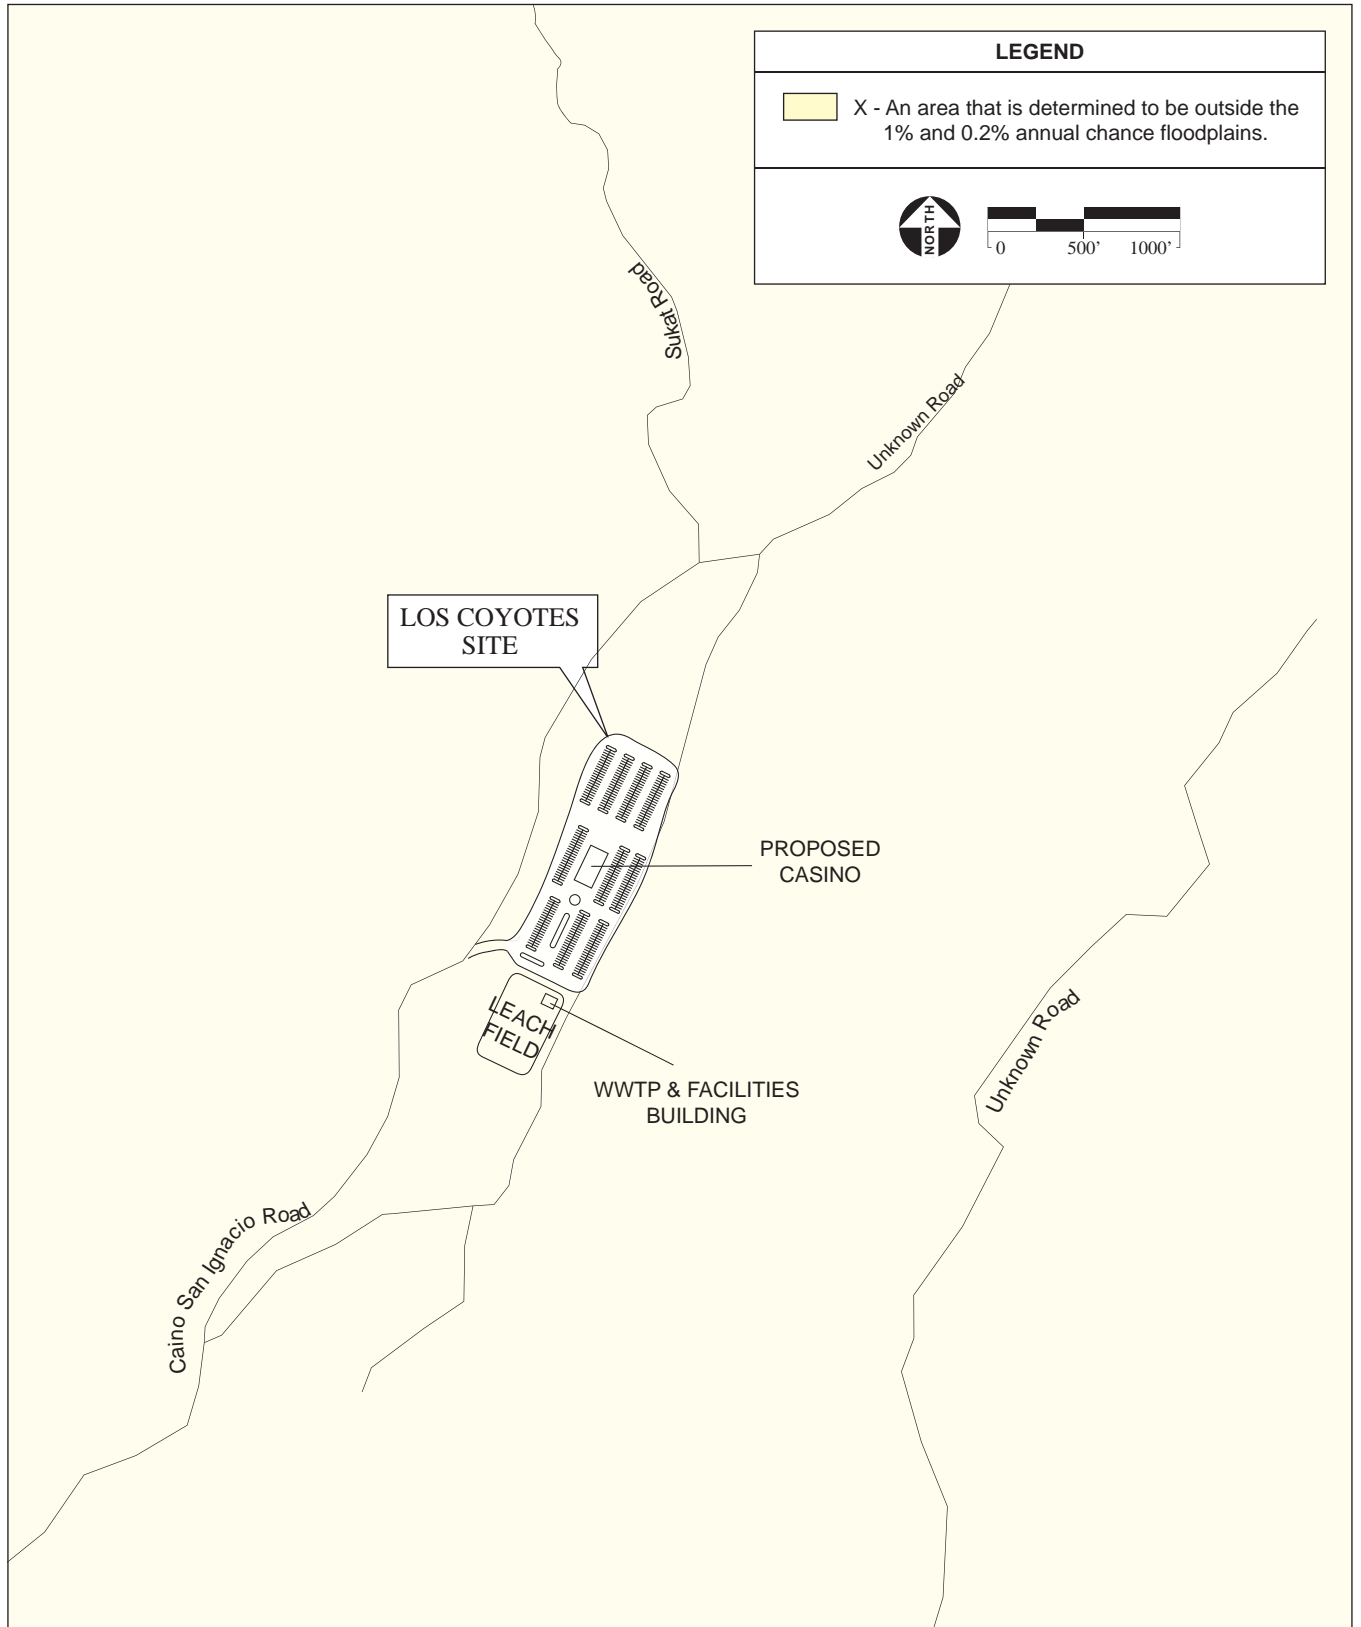 LEGEND
X - An area that is determined to be outside the
1% and 0.2% annual chance floodplains.
NORTH
0 500’ 1000’
Sukat Road
Unknown Road
LOS COYOTES
SITE
PROPOSED
CASINO
LEACH
FIELD
Unknown Road
WWTP & FACILITIES
BUILDING
Caino San Ignacio Road